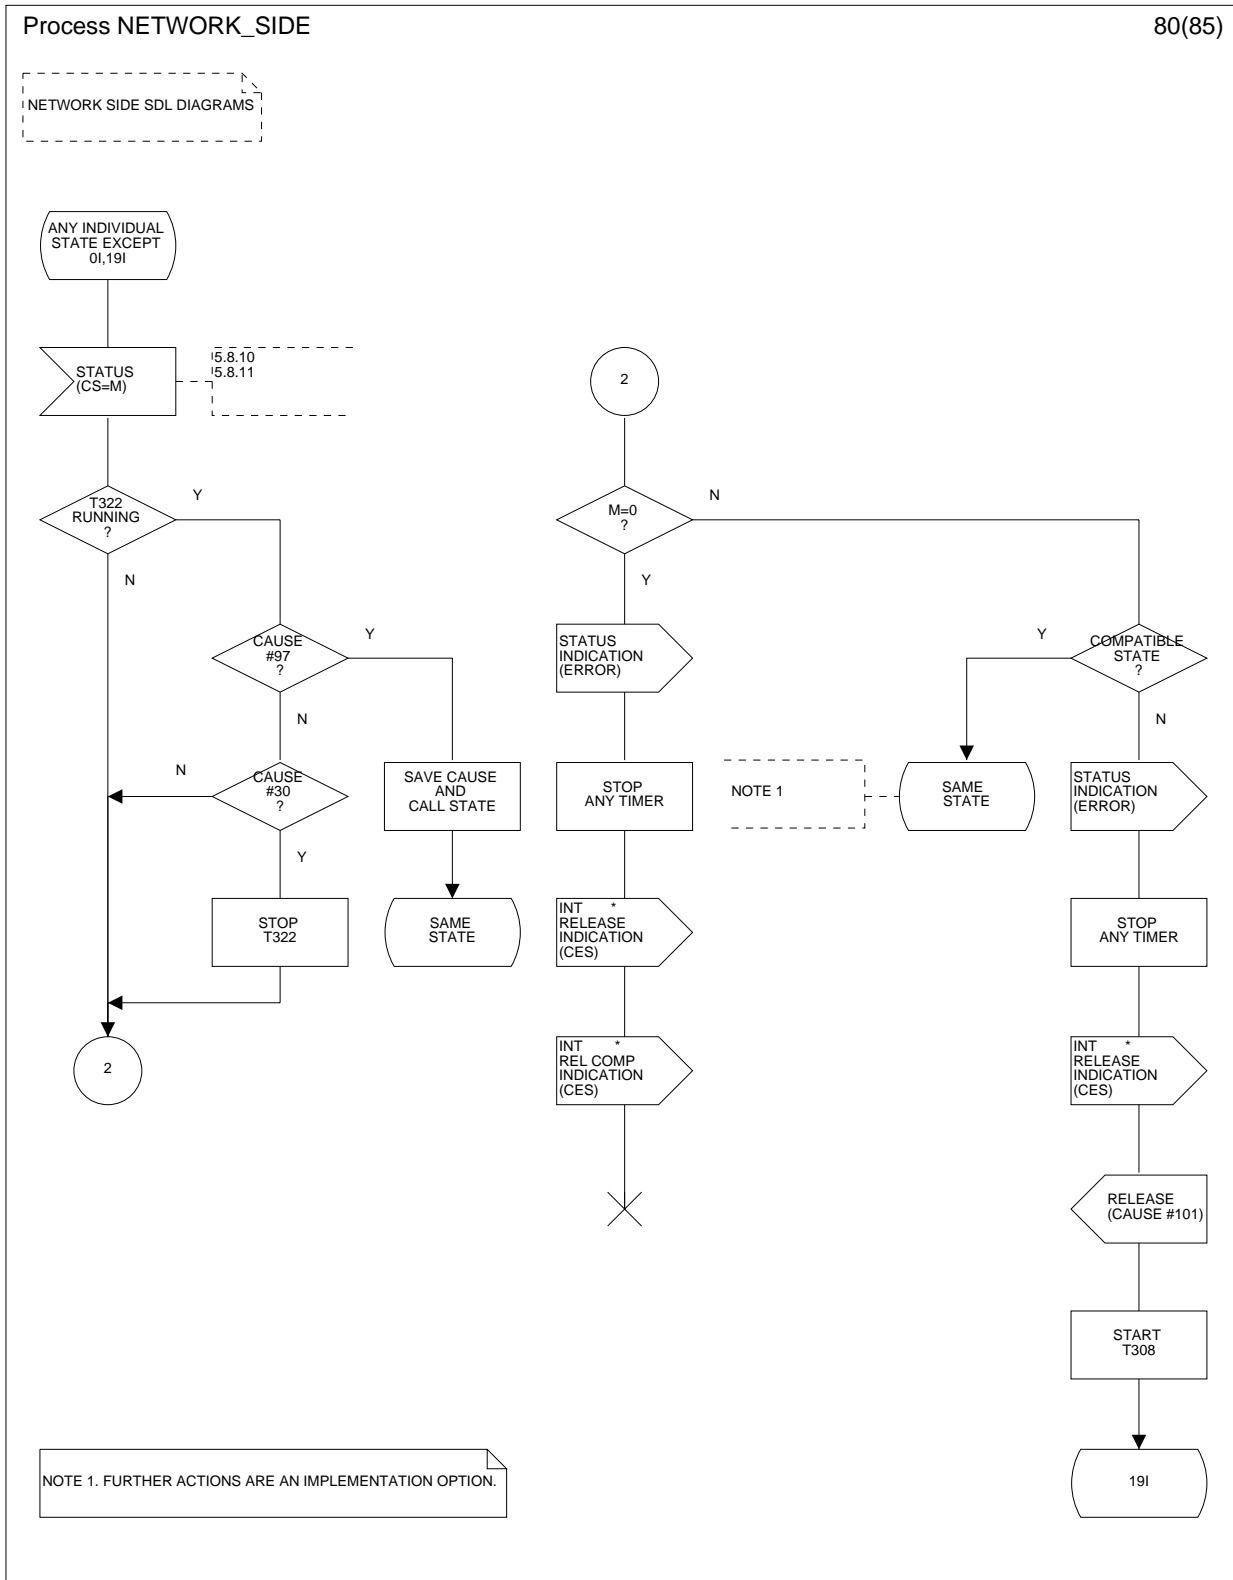 Process NETWORK_SIDE
80(85)
NETWORK SIDE SDL DIAGRAMS
ANY INDIVIDUAL
STATE EXCEPT
0I,19I
STATUS
(CS=M)
5.8.10
5.8.11
T322
RUNNING
?
Y
N
CAUSE
#97
?
Y
N
CAUSE
#30
?
N
Y
SAVE CAUSE
AND
CALL STATE
STOP
T322
SAME
STATE
2
2
M=0
?
N
Y
STATUS
INDICATION
(ERROR)
STOP
ANY TIMER
INT *
RELEASE
INDICATION
(CES)
INT *
REL COMP
INDICATION
(CES)
COMPATIBLE
STATE
?
Y
N
NOTE 1
SAME
STATE
STATUS
INDICATION
(ERROR)
STOP
ANY TIMER
INT *
RELEASE
INDICATION
(CES)
RELEASE
(CAUSE #101)
START
T308
19I
NOTE 1. FURTHER ACTIONS ARE AN IMPLEMENTATION OPTION.